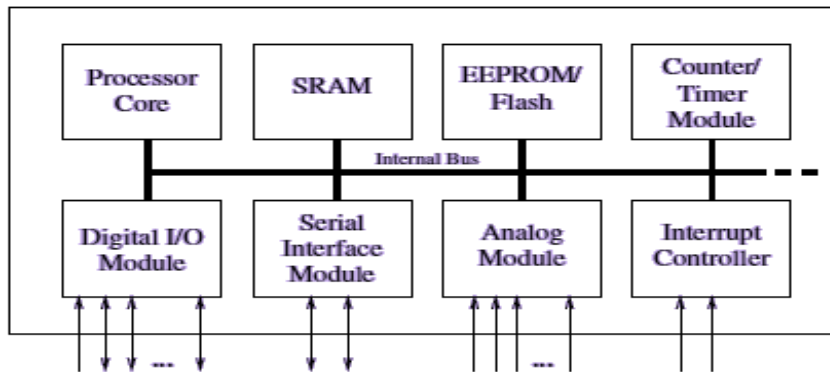 Processor
Core
SRAM
EEPROM/
Flash
Counter/
Timer
Module
Internal Bus
Digital I/O
Module
Serial
Interface
Module
Analog
Module
Interrupt
Controller
...
...